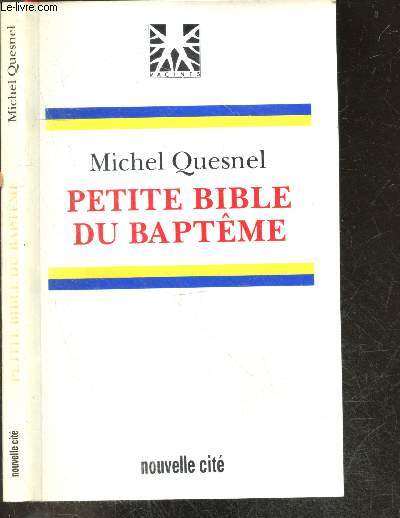 © le-livre.com
RACINES
Michel Quesnel
PETITE BIBLE
DU BAPTÊME
nouvelle cité
Michel Quesnel
PETITE BIBLE DU BAPTÊME
nouvelle cité